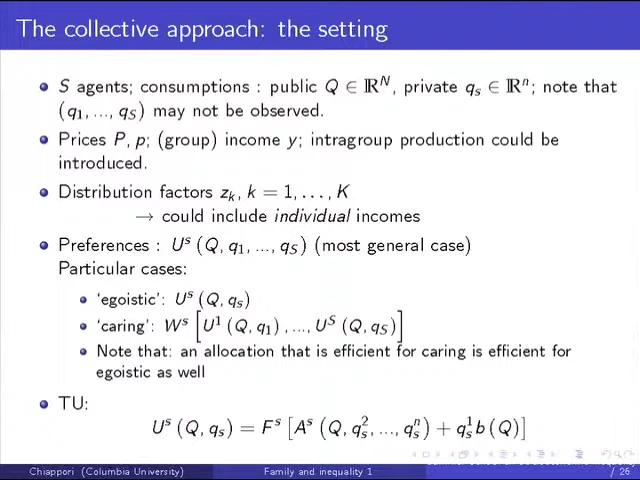 The collective approach: the setting
S agents; consumptions : public Q ∈ ℝ^N, private q_s ∈ ℝ^n; note that
(q_1, ..., q_S) may not be observed.
Prices P, p; (group) income y; intragroup production could be
introduced.
Distribution factors z_k, k = 1, . . . , K
→ could include individual incomes
Preferences : U^s (Q, q_1, ..., q_S) (most general case)
Particular cases:
‘egoistic’: U^s (Q, q_s)
‘caring’: W^s [U^1 (Q, q_1) , ..., U^S (Q, q_S)]
Note that: an allocation that is efficient for caring is efficient for
egoistic as well
TU:
U^s (Q, q_s) = F^s [A^s (Q, q_s^2, ..., q_s^n) + q_s^1 b (Q)]
Chiappori (Columbia University) Family and inequality 1 / 26